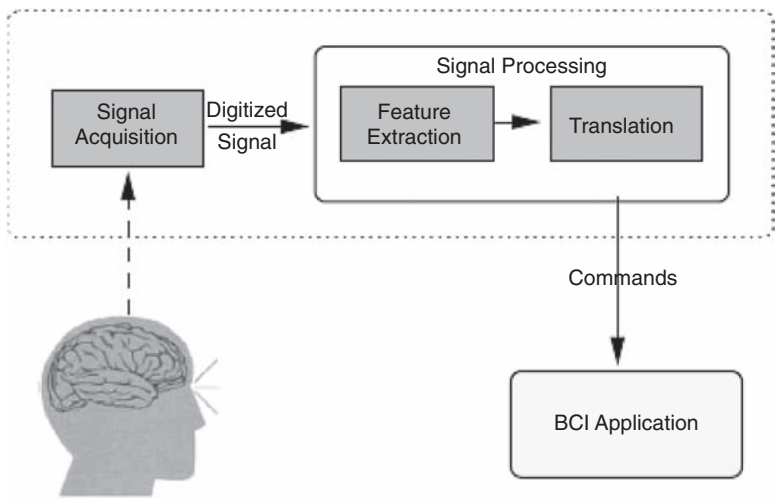 Signal Processing
Signal
Acquisition
Digitized
Signal
Feature
Extraction
Translation
Commands
BCI Application